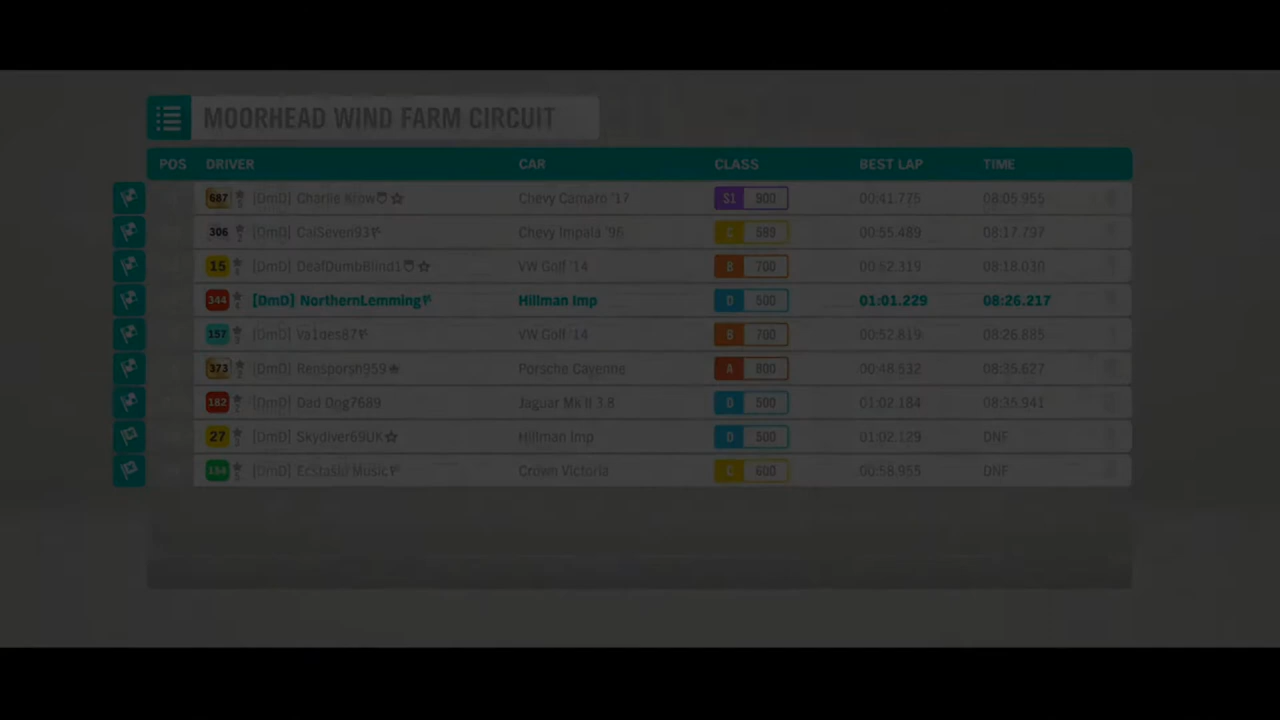 MOORHEAD WIND FARM CIRCUIT
POS DRIVER CAR CLASS BEST LAP TIME
687 [DmD] Charlie Krow Chevy Camaro '17 S1 900 00:41.775 08:05.955
306 [DmD] CalSeven93 Chevy Impala '96 C 589 00:55.489 08:17.797
15 [DmD] DeafDumbBlind1 VW Golf '14 B 700 00:52.319 08:18.030
344 [DmD] NorthernLemming Hillman Imp D 500 01:01.229 08:26.217
157 [DmD] Va1des87 VW Golf '14 B 700 00:52.819 08:26.885
373 [DmD] Rensporsh959 Porsche Cayenne A 800 00:48.532 08:35.627
182 [DmD] Dad Dog7689 Jaguar Mk II 3.8 D 500 01:02.184 08:35.941
27 [DmD] Skydiver69UK Hillman Imp D 500 01:02.129 DNF
[DmD] Ecstasiu Music Crown Victoria C 600 00:58.955 DNF